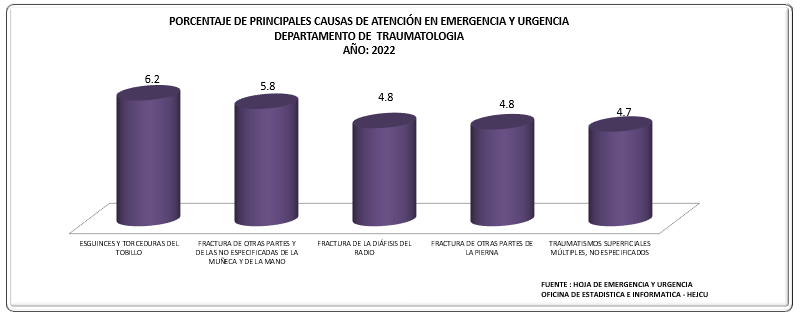 PORCENTAJE DE PRINCIPALES CAUSAS DE ATENCIÓN EN EMERGENCIA Y URGENCIA
DEPARTAMENTO DE TRAUMATOLOGIA
AÑO: 2022
6.2
5.8
4.8
4.8
4.7
ESGUINCES Y TORCEDURAS DEL
TOBILLO
FRACTURA DE OTRAS PARTES Y
DE LAS NO ESPECIFICADAS DE LA
MUÑECA Y DE LA MANO
FRACTURA DE LA DIÁFISIS DEL
RADIO
FRACTURA DE OTRAS PARTES DE
LA PIERNA
TRAUMATISMOS SUPERFICIALES
MÚLTIPLES, NO ESPECIFICADOS
FUENTE : HOJA DE EMERGENCIA Y URGENCIA
OFICINA DE ESTADISTICA E INFORMATICA - HEJCU